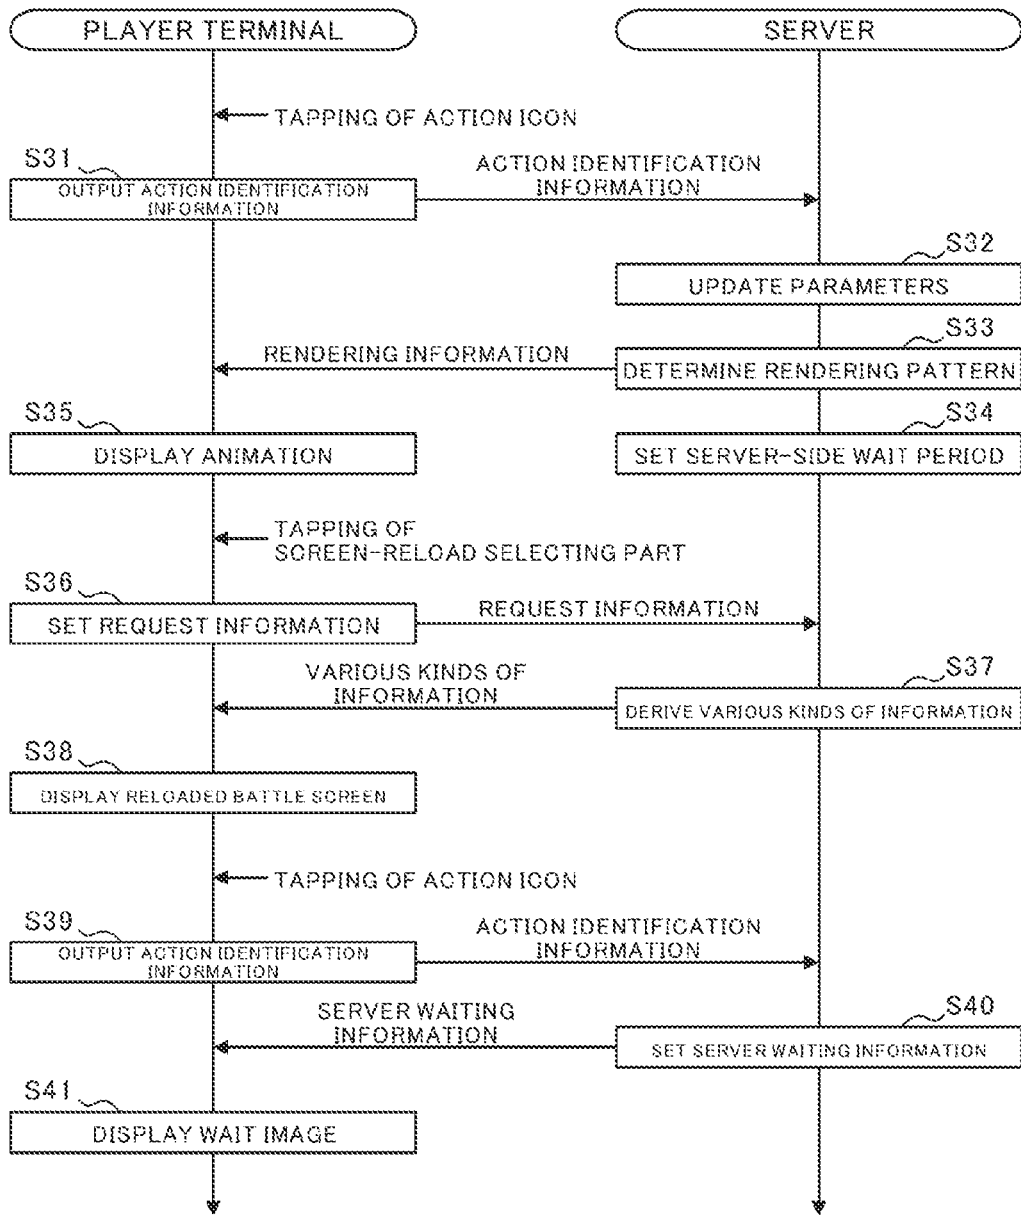 PLAYER TERMINAL
SERVER
TAPPING OF ACTION ICON
S31
OUTPUT ACTION IDENTIFICATION
INFORMATION
ACTION IDENTIFICATION
INFORMATION
S32
UPDATE PARAMETERS
S33
RENDERING INFORMATION
DETERMINE RENDERING PATTERN
S35
DISPLAY ANIMATION
S34
SET SERVER-SIDE WAIT PERIOD
TAPPING OF
SCREEN-RELOAD SELECTING PART
S36
SET REQUEST INFORMATION
REQUEST INFORMATION
S37
VARIOUS KINDS OF
INFORMATION
DERIVE VARIOUS KINDS OF INFORMATION
S38
DISPLAY RELOADED BATTLE SCREEN
TAPPING OF ACTION ICON
S39
OUTPUT ACTION IDENTIFICATION
INFORMATION
ACTION IDENTIFICATION
INFORMATION
S40
SERVER WAITING
INFORMATION
SET SERVER WAITING INFORMATION
S41
DISPLAY WAIT IMAGE